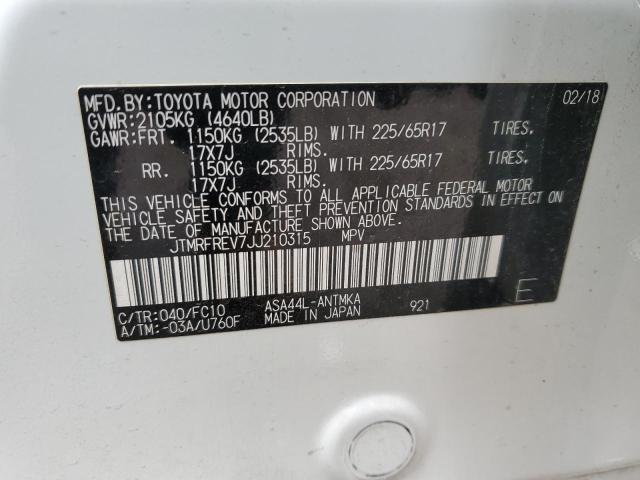 MFD.BY:TOYOTA MOTOR CORPORATION 02/18
GVWR:2105KG (4640LB)
GAWR:FRT. 1150KG (2535LB) WITH 225/65R17 TIRES.
17X7J RIMS.
RR. 1150KG (2535LB) WITH 225/65R17 TIRES.
17X7J RIMS.
THIS VEHICLE CONFORMS TO ALL APPLICABLE FEDERAL MOTOR
VEHICLE SAFETY AND THEFT PREVENTION STANDARDS IN EFFECT ON
THE DATE OF MANUFACTURE SHOWN ABOVE.
JTMRFREV7JJ210315 MPV
C/TR:040/FC10 ASA44L-ANTMKA 921 E
A/TM:-03A/U760F MADE IN JAPAN